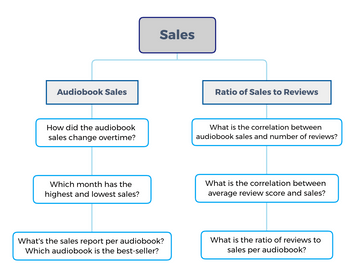 Sales
Audiobook Sales
How did the audiobook
sales change overtime?
Which month has the
highest and lowest sales?
What's the sales report per audiobook?
Which audiobook is the best-seller?
Ratio of Sales to Reviews
What is the correlation between
audiobook sales and number of reviews?
What is the correlation between
average review score and sales?
What is the ratio of reviews to
sales per audiobook?